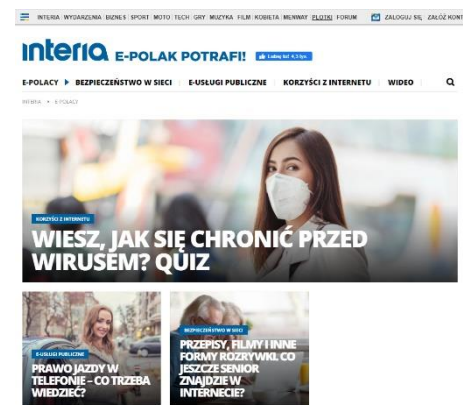 INTERIA WYDARZENIA BIZNES SPORT MOTO TECH GRY MUZYKA FILM KOBIETA MENWAY PLOTKI FORUM ZALOGUJ SIĘ ZAŁÓŻ KONT
interia E-POLAK POTRAFI!
E-POLACY BEZPIECZEŃSTWO W SIECI E-USŁUGI PUBLICZNE KORZYŚCI Z INTERNETU WIDEO
INTERIA E-POLACY
KORZYŚCI Z INTERNETU
WIESZ, JAK SIĘ CHRONIĆ PRZED
WIRUSEM? QUIZ
E-USŁUGI PUBLICZNE
PRAWO JAZDY W
TELEFONIE – CO TRZEBA
WIEDZIEĆ?
BEZPIECZEŃSTWO W SIECI
PRZEPISY, FILMY I INNE
FORMY ROZRYWKI. CO
JESZCZE SENIOR
ZNAJDZIE W
INTERNECIE?